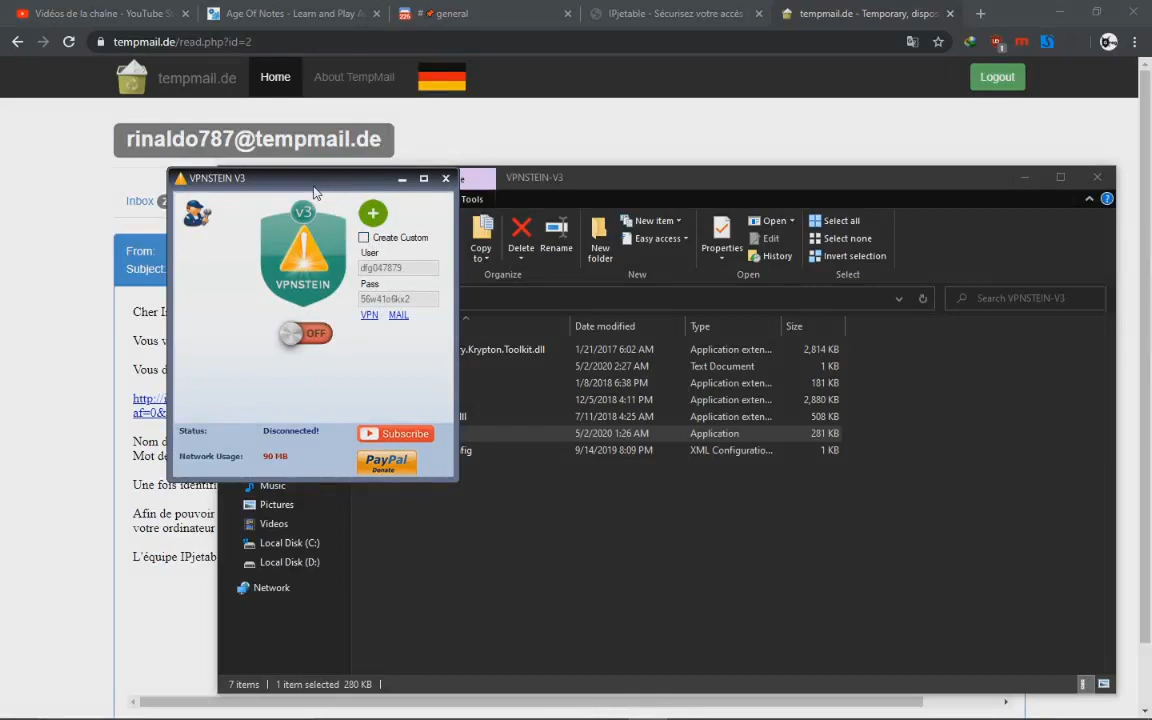 Vidéos de la chaîne - YouTube S
Age Of Notes - Learn and Play A
# 📌 general
IPjetable - Sécurisez votre accès
tempmail.de - Temporary, dispos
tempmail.de/read.php?id=2
tempmail.de
Home
About TempMail
Logout
rinaldo787@tempmail.de
Inbox 2
From:
Subject:
Cher I
Vous v
Vous d
http://i
af=0&
Nom d
Mot de
Une fois identifi
Afin de pouvoir
votre ordinateur
L'équipe IPjetab
VPNSTEIN V3
V3
VPNSTEIN
Create Custom
User
dfg047879
Pass
56w41o6kx2
VPN MAIL
OFF
Status: Disconnected!
Subscribe
Network Usage: 90 MB
PayPal
Donate
e
VPNSTEIN-V3
Tools
Copy
to
Delete
Rename
Organize
New
folder
New item
Easy access
New
Properties
Open
Edit
History
Open
Select all
Select none
Invert selection
Select
Search VPNSTEIN-V3
Date modified Type Size
y.Krypton.Toolkit.dll 1/21/2017 6:02 AM Application exten... 2,814 KB
5/2/2020 2:27 AM Text Document 1 KB
1/8/2018 6:38 PM Application exten... 181 KB
12/5/2018 4:11 PM Application exten... 2,880 KB
ll 7/11/2018 4:25 AM Application exten... 508 KB
5/2/2020 1:26 AM Application 281 KB
fig 9/14/2019 8:09 PM XML Configuratio... 1 KB
Music
Pictures
Videos
Local Disk (C:)
Local Disk (D:)
Network
7 items 1 item selected 280 KB